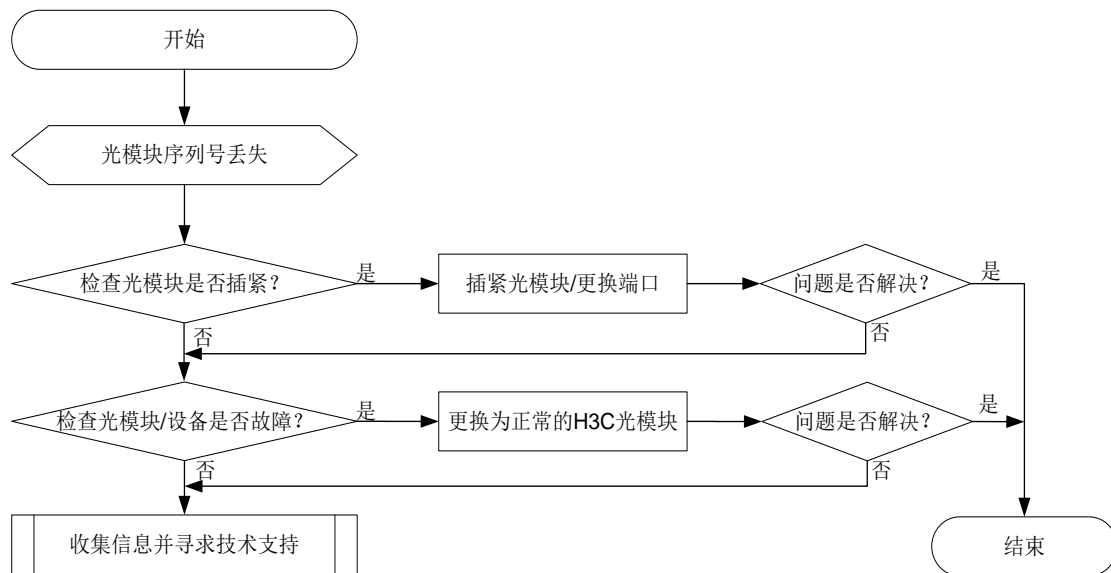 开始
光模块序列号丢失
检查光模块是否插紧?
是
插紧光模块/更换端口
问题是否解决?
是
否
否
检查光模块/设备是否故障?
是
更换为正常的H3C光模块
问题是否解决?
是
否
否
收集信息并寻求技术支持
结束